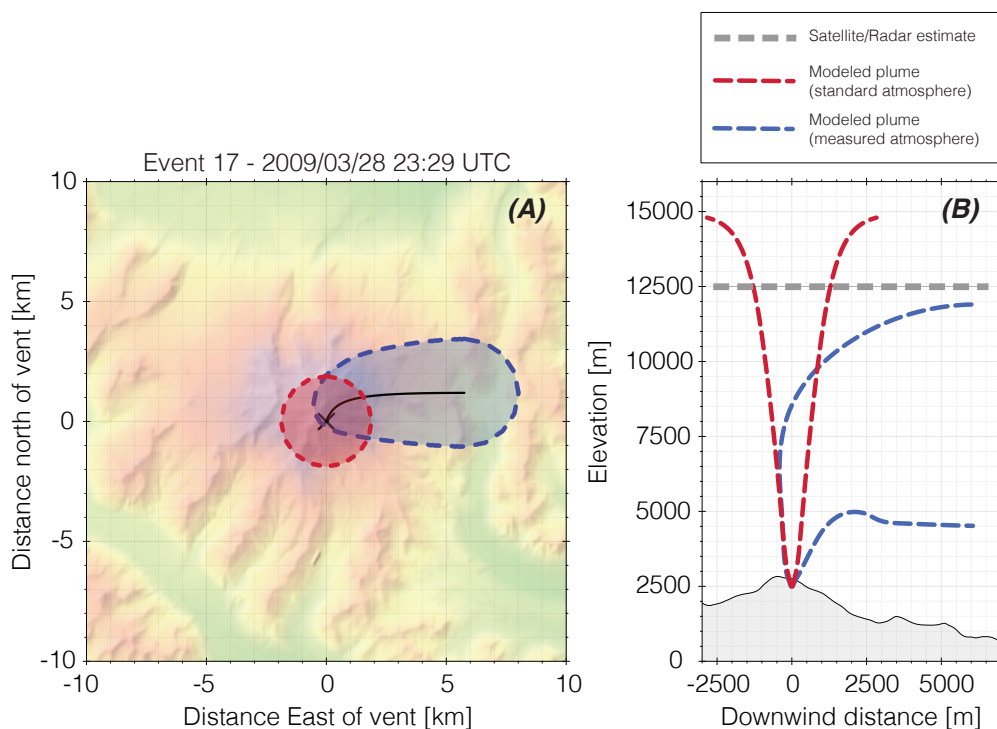 Satellite/Radar estimate
Modeled plume
(standard atmosphere)
Modeled plume
(measured atmosphere)
Event 17 - 2009/03/28 23:29 UTC
(A)
10
5
0
-5
-10
Distance north of vent [km]
-10
-5
0
5
10
Distance East of vent [km]
(B)
15000
12500
10000
7500
5000
2500
0
Elevation [m]
-2500
0
2500
5000
Downwind distance [m]